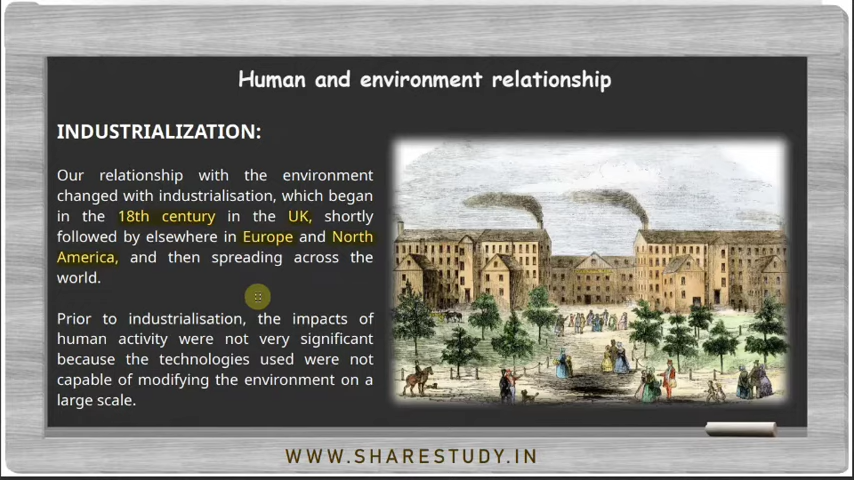 Human and environment relationship
INDUSTRIALIZATION:
Our relationship with the environment
changed with industrialisation, which began
in the 18th century in the UK, shortly
followed by elsewhere in Europe and North
America, and then spreading across the
world.
Prior to industrialisation, the impacts of
human activity were not very significant
because the technologies used were not
capable of modifying the environment on a
large scale.
WWW.SHARESTUDY.IN